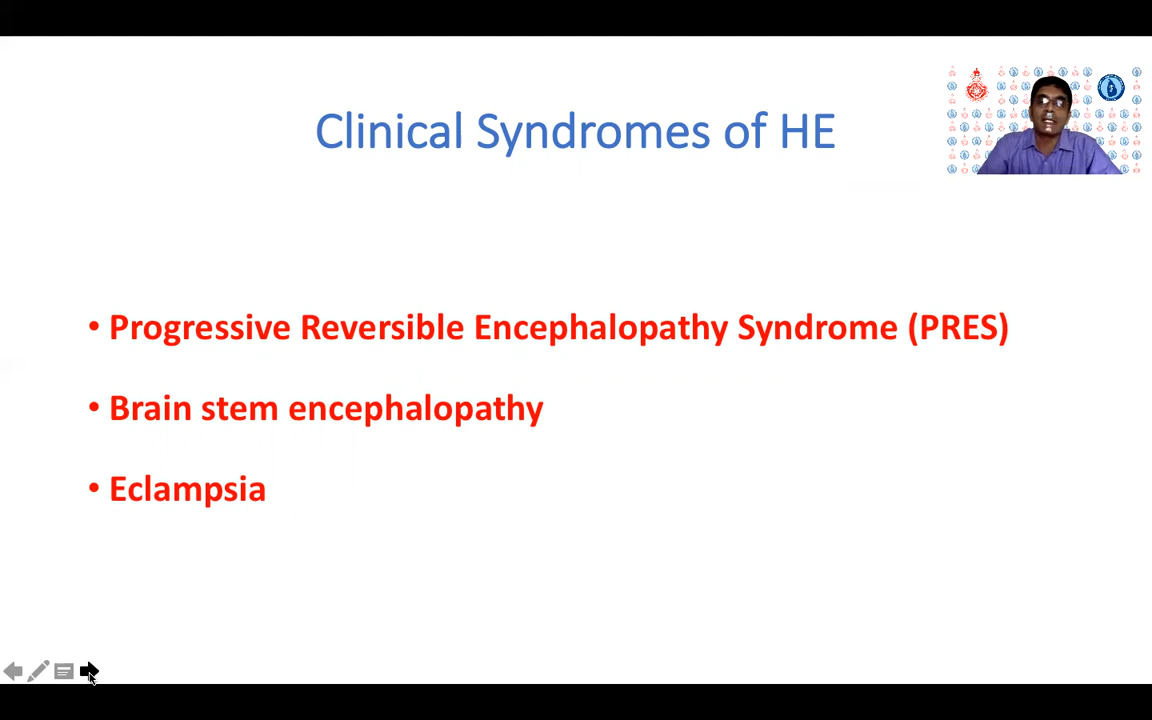 Clinical Syndromes of HE
• Progressive Reversible Encephalopathy Syndrome (PRES)
• Brain stem encephalopathy
• Eclampsia